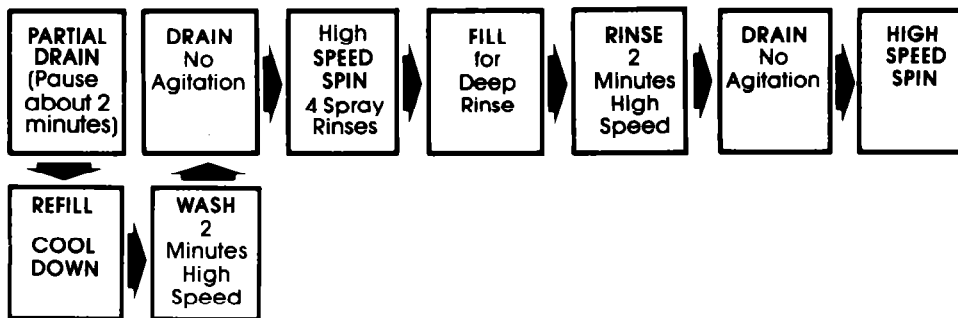 PARTIAL
DRAIN
(Pause
about 2
minutes)
REFILL
COOL
DOWN
WASH
2
Minutes
High
Speed
DRAIN
No
Agitation
High
SPEED
SPIN
4 Spray
Rinses
FILL
for
Deep
Rinse
RINSE
2
Minutes
High
Speed
DRAIN
No
Agitation
HIGH
SPEED
SPIN